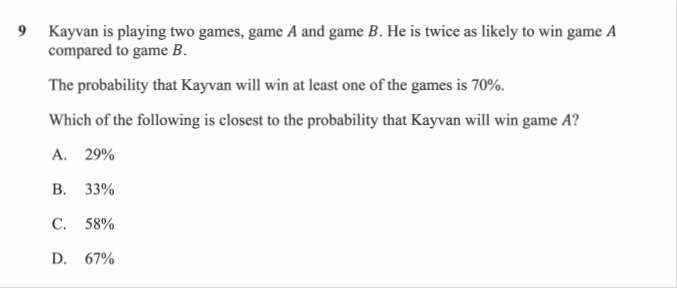 9 Kayvan is playing two games, game A and game B. He is twice as likely to win game A
compared to game B.
The probability that Kayvan will win at least one of the games is 70%.
Which of the following is closest to the probability that Kayvan will win game A?
A. 29%
B. 33%
C. 58%
D. 67%